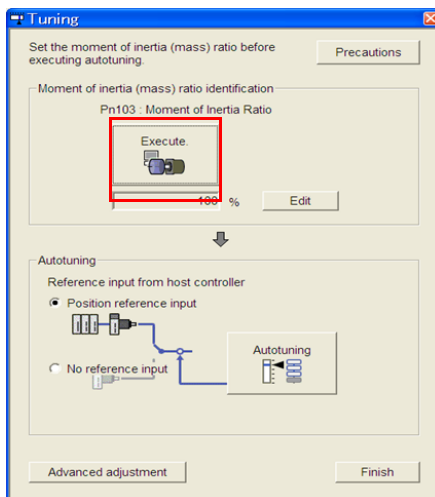 Tuning
Set the moment of inertia (mass) ratio before
executing autotuning.
Precautions
Moment of inertia (mass) ratio identification
Pn103 : Moment of Inertia Ratio
Execute.
100 %
Edit
Autotuning
Reference input from host controller
Position reference input
No reference input
Autotuning
Advanced adjustment
Finish